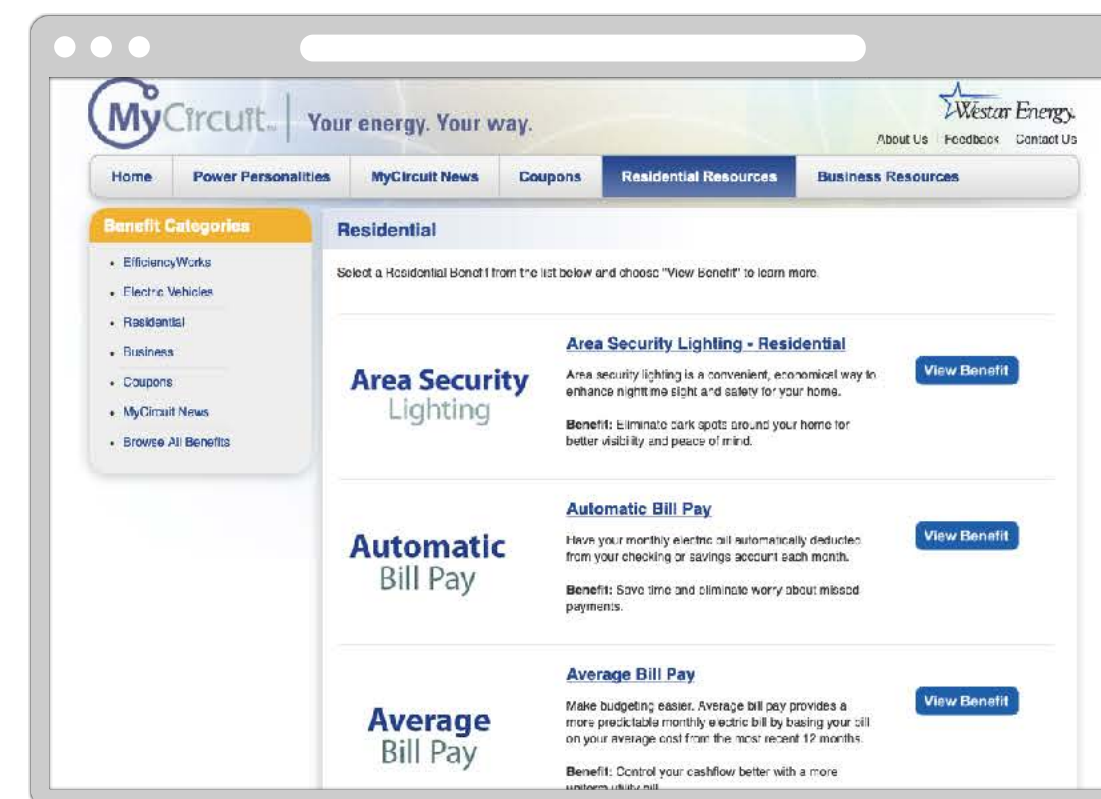 MyCircuit
Your energy. Your way.
Westar Energy.
About Us Feedback Contact Us
Home Power Personalities MyCircuit News Coupons Residential Resources Business Resources
Benefit Categories
• EfficiencyWorks
• Electric Vehicles
• Residential
• Business
• Coupons
• MyCircuit News
• Browse All Benefits
Residential
Select a Residential Benefit from the list below and choose "View Benefit" to learn more.
Area Security
Lighting
Area Security Lighting - Residential
Area security lighting is a convenient, economical way to
enhance nighttime sight and safety for your home.
Benefit: Eliminate dark spots around your home for
better visibility and peace of mind.
View Benefit
Automatic
Bill Pay
Automatic Bill Pay
Have your monthly electric bill automatically deducted
from your checking or savings account each month.
Benefit: Save time and eliminate worry about missed
payments.
View Benefit
Average
Bill Pay
Average Bill Pay
Make budgeting easier. Average bill pay provides a
more predictable monthly electric bill by basing your bill
on your average cost from the most recent 12 months.
Benefit: Control your cashflow better with a more
uniform utility bill
View Benefit